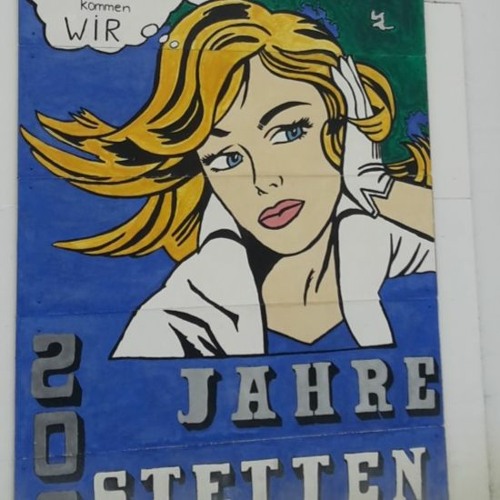 kommen
WIR
JAHRE
20
STETTEN